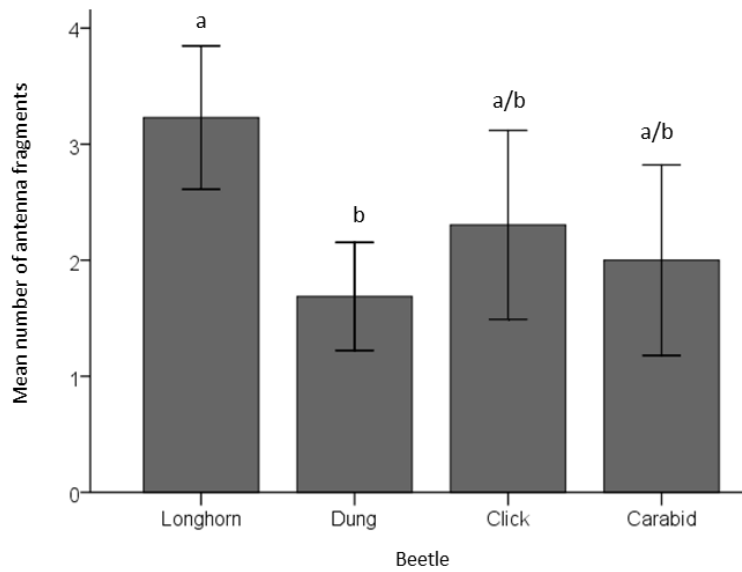 Mean number of antenna fragments
4
3
2
1
0
a
b
a/b
a/b
Longhorn
Dung
Click
Carabid
Beetle